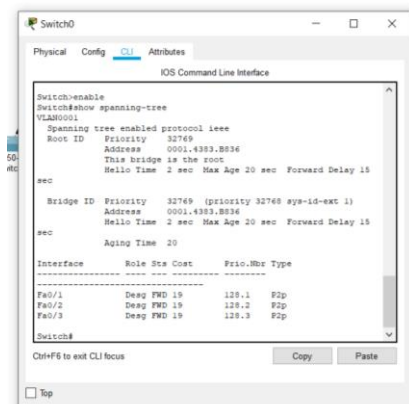 Switch0
Physical Config CLI Attributes
IOS Command Line Interface
Switch>enable
Switch#show spanning-tree
VLAN0001
Spanning tree enabled protocol ieee
Root ID Priority 32769
Address 0001.4383.B836
This bridge is the root
Hello Time 2 sec Max Age 20 sec Forward Delay 15
sec
Bridge ID Priority 32769 (priority 32768 sys-id-ext 1)
Address 0001.4383.B836
Hello Time 2 sec Max Age 20 sec Forward Delay 15
sec
Aging Time 20
Interface Role Sts Cost Prio.Nbr Type
---------------- ---- --- --------- -------- 
--------------------------------
Fa0/1 Desg FWD 19 128.1 P2p
Fa0/2 Desg FWD 19 128.2 P2p
Fa0/3 Desg FWD 19 128.3 P2p
Switch#
Ctrl+F6 to exit CLI focus
Copy Paste
Top